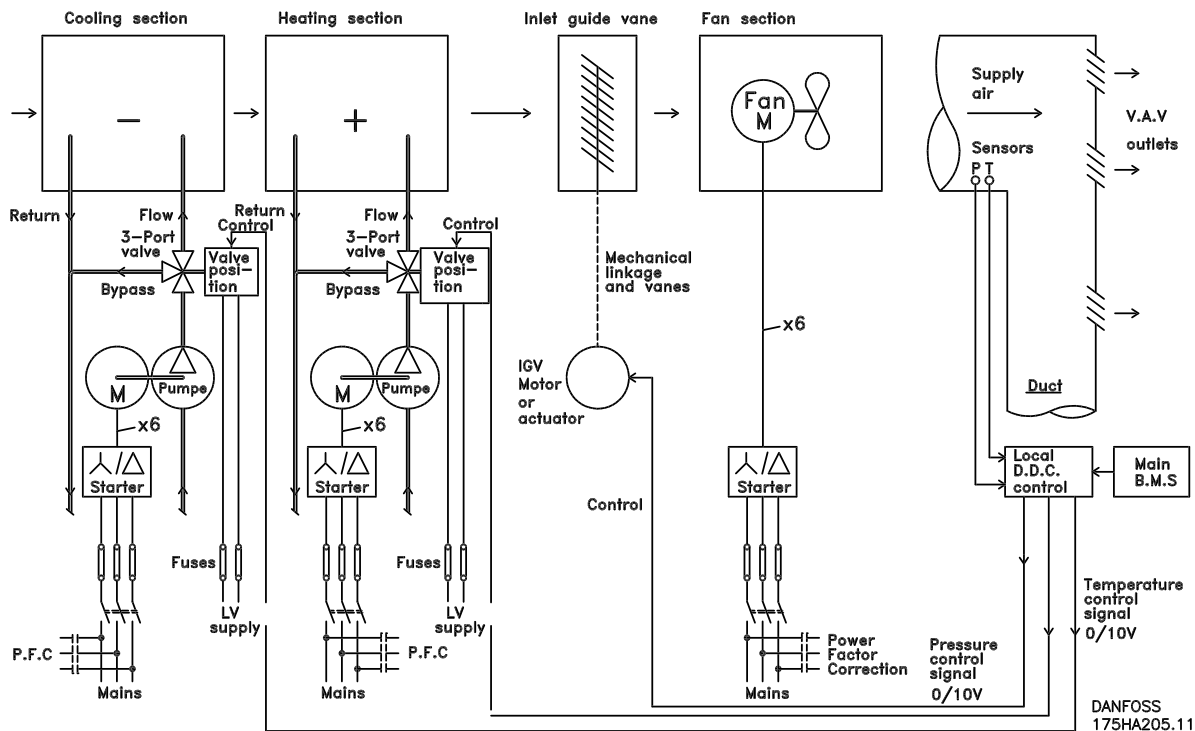 Cooling section
Heating section
Inlet guide vane
Fan section
−
+
Fan
M
Supply
air
Sensors
P T
V.A.V
outlets
Return
Flow
3-Port
valve
Bypass
Control
Valve
posi-
tion
Return
Flow
3-Port
valve
Bypass
Control
Valve
posi-
tion
Mechanical
linkage
and vanes
x6
M
Pumpe
x6
M
Pumpe
x6
IGV
Motor
or
actuator
Duct
/
Starter
/
Starter
/
Starter
Local
D.D.C.
control
Main
B.M.S
Control
Fuses
Fuses
LV
supply
LV
supply
P.F.C
P.F.C
Mains
Mains
Mains
Power
Factor
Correction
Pressure
control
signal
0/10V
Temperature
control
signal
0/10V
DANFOSS
175HA205.11